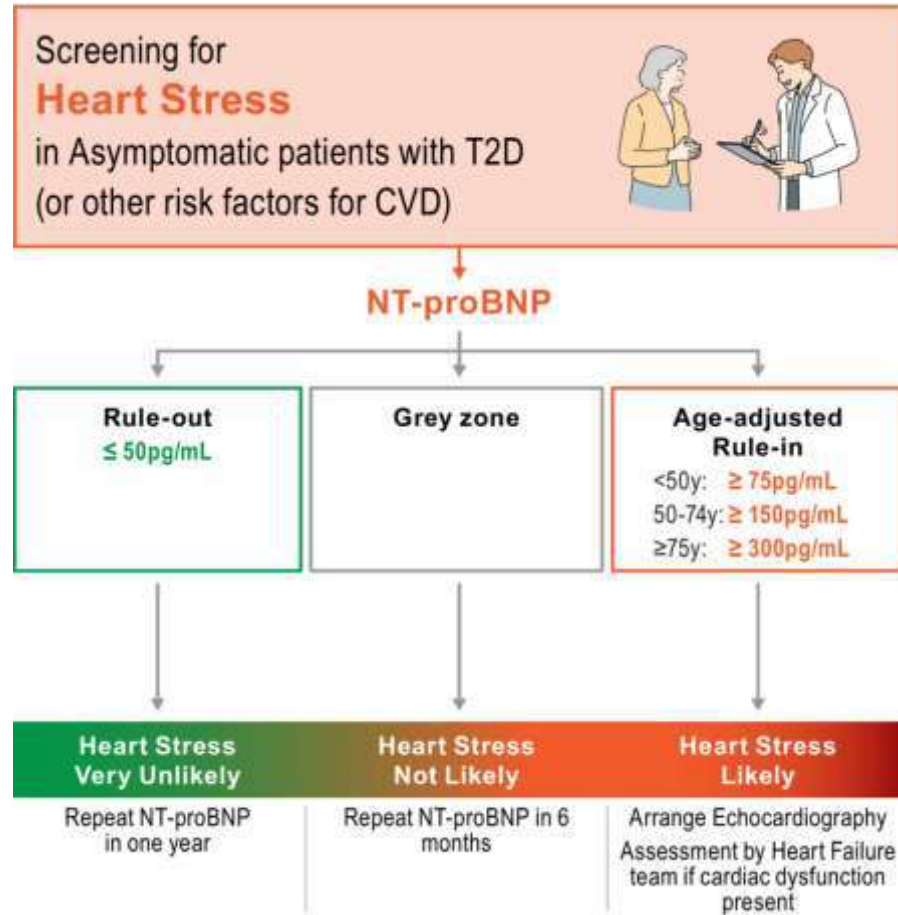 Screening for
Heart Stress
in Asymptomatic patients with T2D
(or other risk factors for CVD)
NT-proBNP
Rule-out
≤ 50pg/mL
Grey zone
Age-adjusted
Rule-in
<50y: ≥ 75pg/mL
50-74y: ≥ 150pg/mL
≥75y: ≥ 300pg/mL
Heart Stress
Very Unlikely
Heart Stress
Not Likely
Heart Stress
Likely
Repeat NT-proBNP
in one year
Repeat NT-proBNP in 6
months
Arrange Echocardiography
Assessment by Heart Failure
team if cardiac dysfunction
present